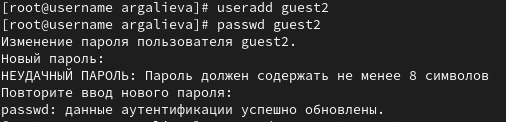 [root@username argalieva]# useradd guest2
[root@username argalieva]# passwd guest2
Изменение пароля пользователя guest2.
Новый пароль:
НЕУДАЧНЫЙ ПАРОЛЬ: Пароль должен содержать не менее 8 символов
Повторите ввод нового пароля:
passwd: данные аутентификации успешно обновлены.